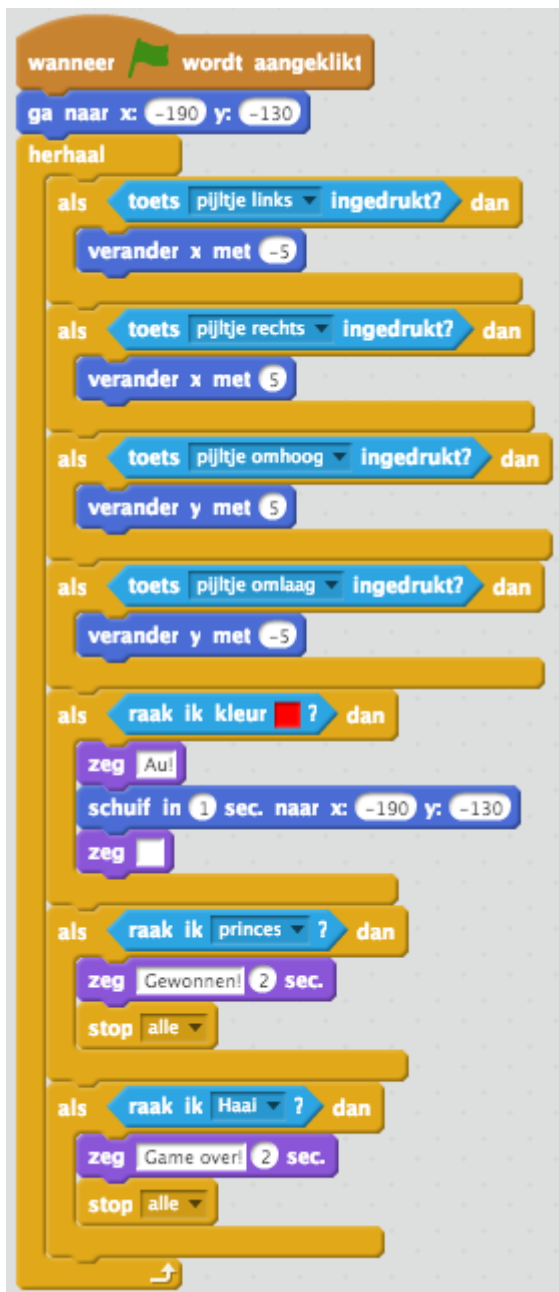 wanneer wordt aangeklikt
ga naar x: -190 y: -130
herhaal
als toets pijltje links ingedrukt? dan
verander x met -5
als toets pijltje rechts ingedrukt? dan
verander x met 5
als toets pijltje omhoog ingedrukt? dan
verander y met 5
als toets pijltje omlaag ingedrukt? dan
verander y met -5
als raak ik kleur ? dan
zeg Au!
schuif in 1 sec. naar x: -190 y: -130
zeg
als raak ik princes ? dan
zeg Gewonnen! 2 sec.
stop alle
als raak ik Haai ? dan
zeg Game over! 2 sec.
stop alle